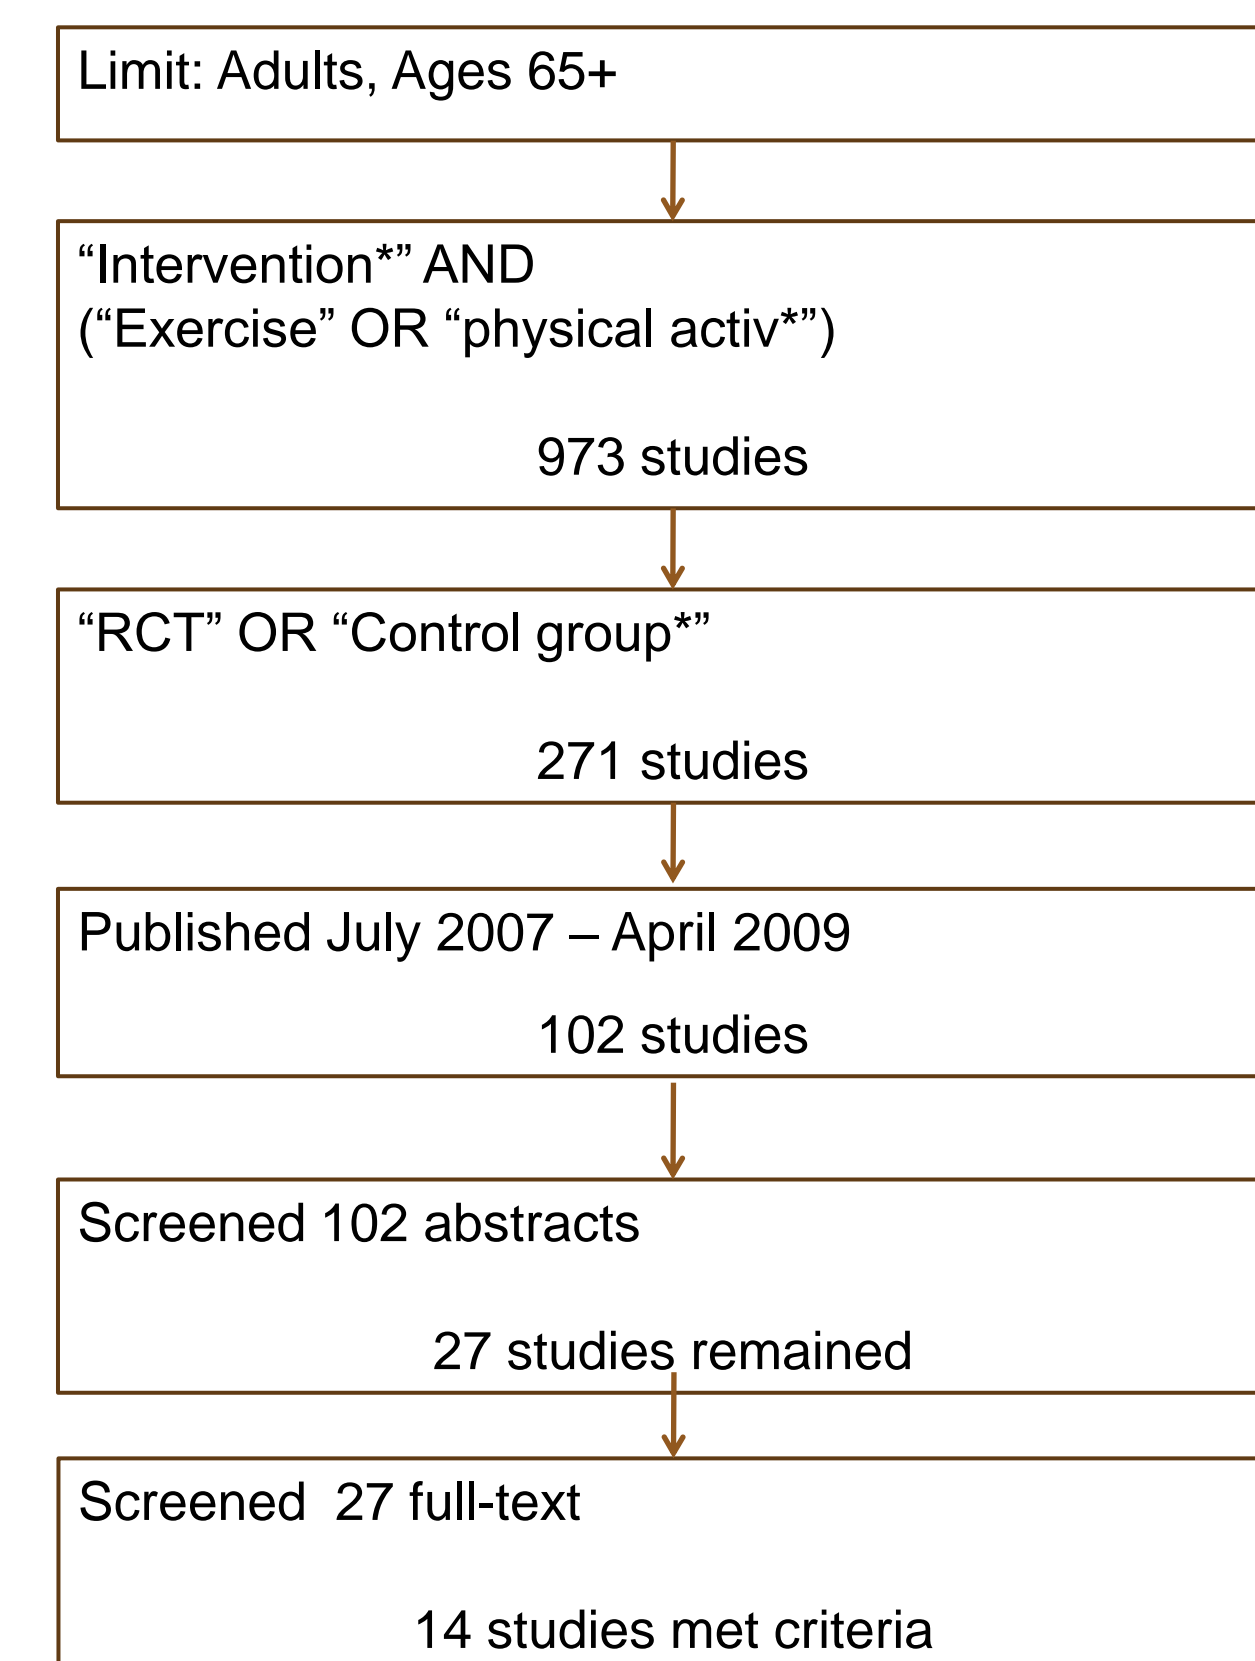 Limit: Adults, Ages 65+
“Intervention*” AND
(“Exercise” OR “physical activ*”)
973 studies
“RCT” OR “Control group*”
271 studies
Published July 2007 – April 2009
102 studies
Screened 102 abstracts
27 studies remained
Screened  27 full-text
14 studies met criteria